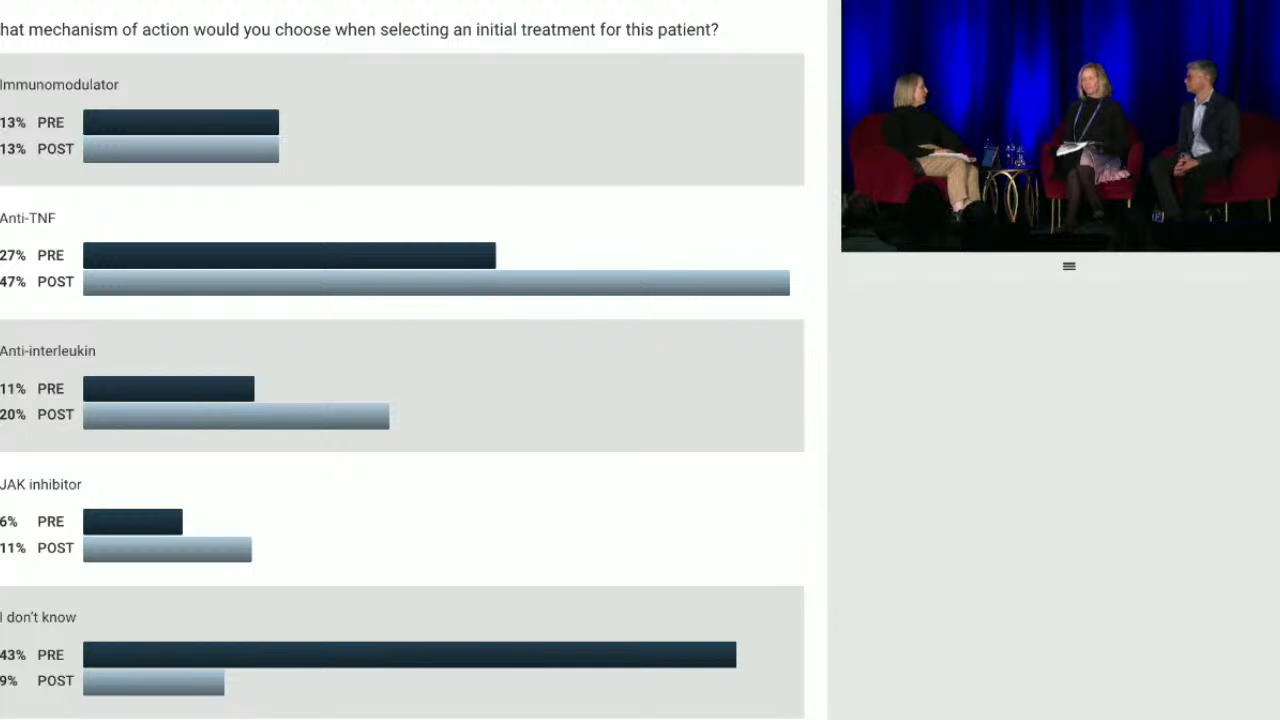 hat mechanism of action would you choose when selecting an initial treatment for this patient?
Immunomodulator
13% PRE
13% POST
Anti-TNF
27% PRE
47% POST
Anti-interleukin
11% PRE
20% POST
JAK inhibitor
6% PRE
11% POST
I don't know
43% PRE
9% POST